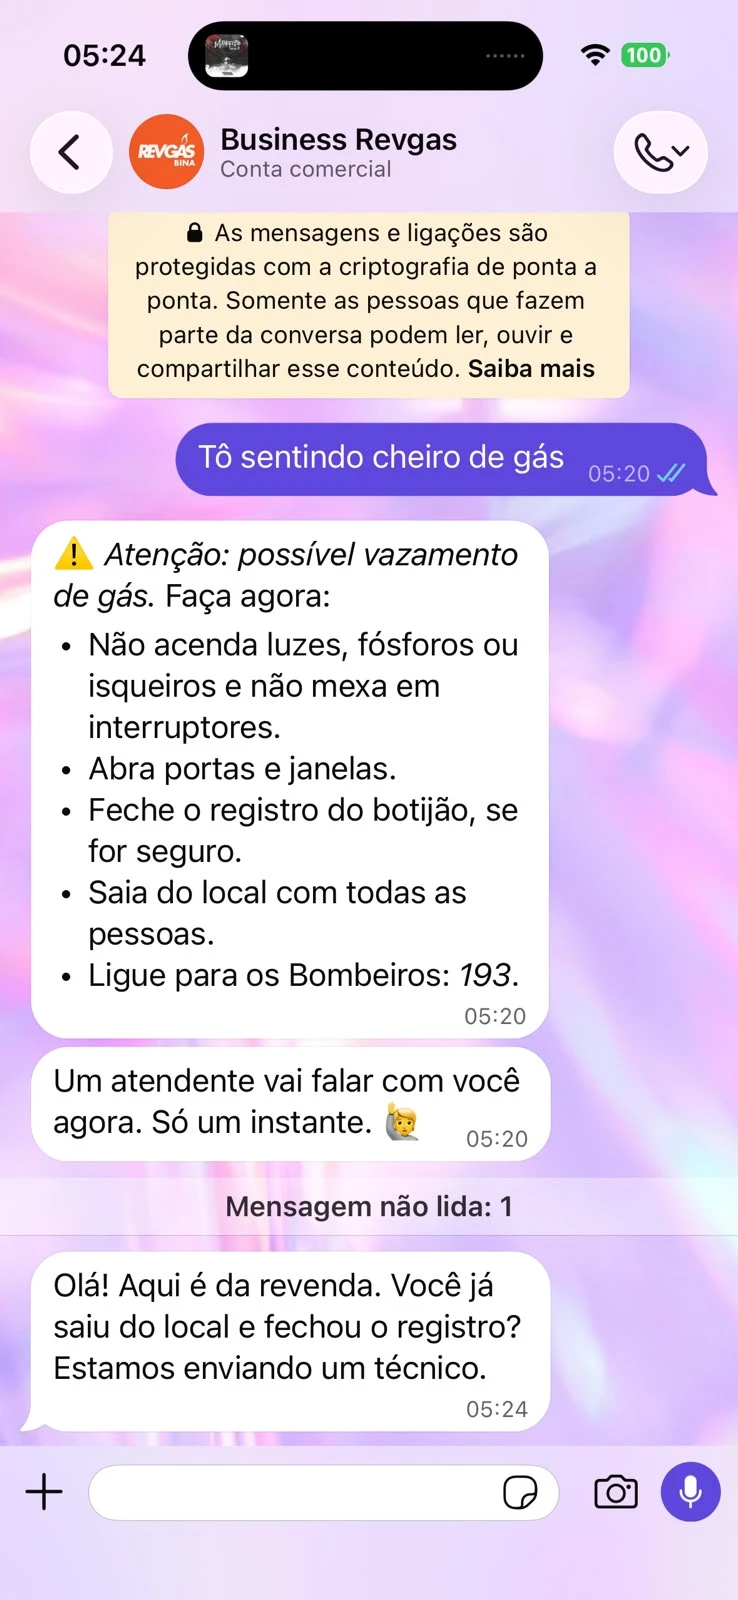 05:24
100
REVGÁS
BINA
Business Revgas
Conta comercial
As mensagens e ligações são
protegidas com a criptografia de ponta a
ponta. Somente as pessoas que fazem
parte da conversa podem ler, ouvir e
compartilhar esse conteúdo. Saiba mais
Tô sentindo cheiro de gás
05:20
Atenção: possível vazamento
de gás. Faça agora:
• Não acenda luzes, fósforos ou
isqueiros e não mexa em
interruptores.
• Abra portas e janelas.
• Feche o registro do botijão, se
for seguro.
• Saia do local com todas as
pessoas.
• Ligue para os Bombeiros: 193.
05:20
Um atendente vai falar com você
agora. Só um instante. 🙋
05:20
Mensagem não lida: 1
Olá! Aqui é da revenda. Você já
saiu do local e fechou o registro?
Estamos enviando um técnico.
05:24